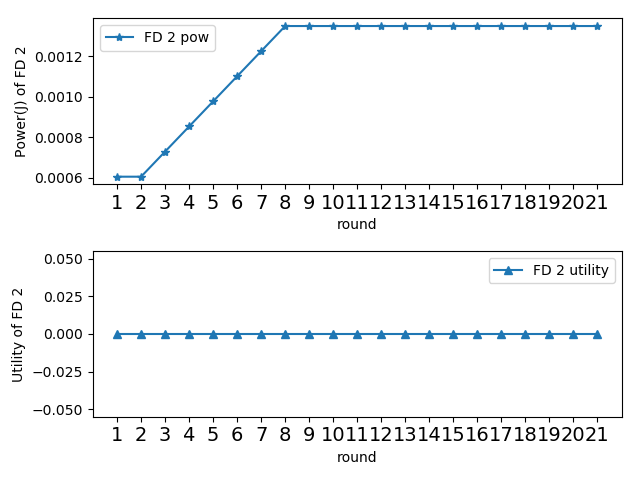 FD 2 pow
Power(J) of FD 2
0.0012
0.0010
0.0008
0.0006
1 2 3 4 5 6 7 8 9 10 11 12 13 14 15 16 17 18 19 20 21
round
FD 2 utility
Utility of FD 2
0.050
0.025
0.000
−0.025
−0.050
1 2 3 4 5 6 7 8 9 10 11 12 13 14 15 16 17 18 19 20 21
round